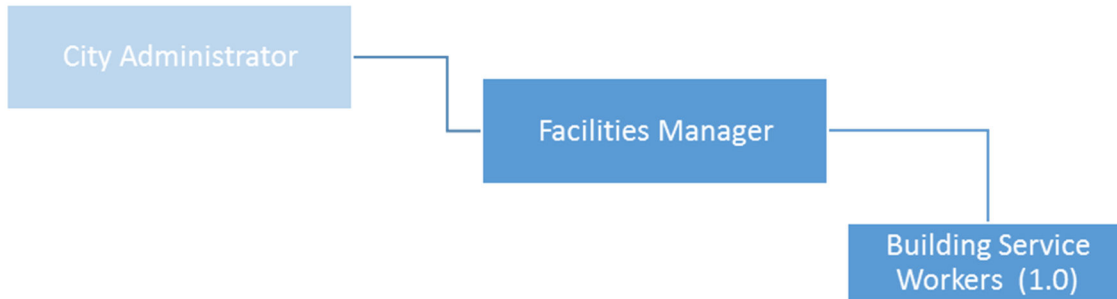 City Administrator
Facilities Manager
Building Service
Workers (1.0)